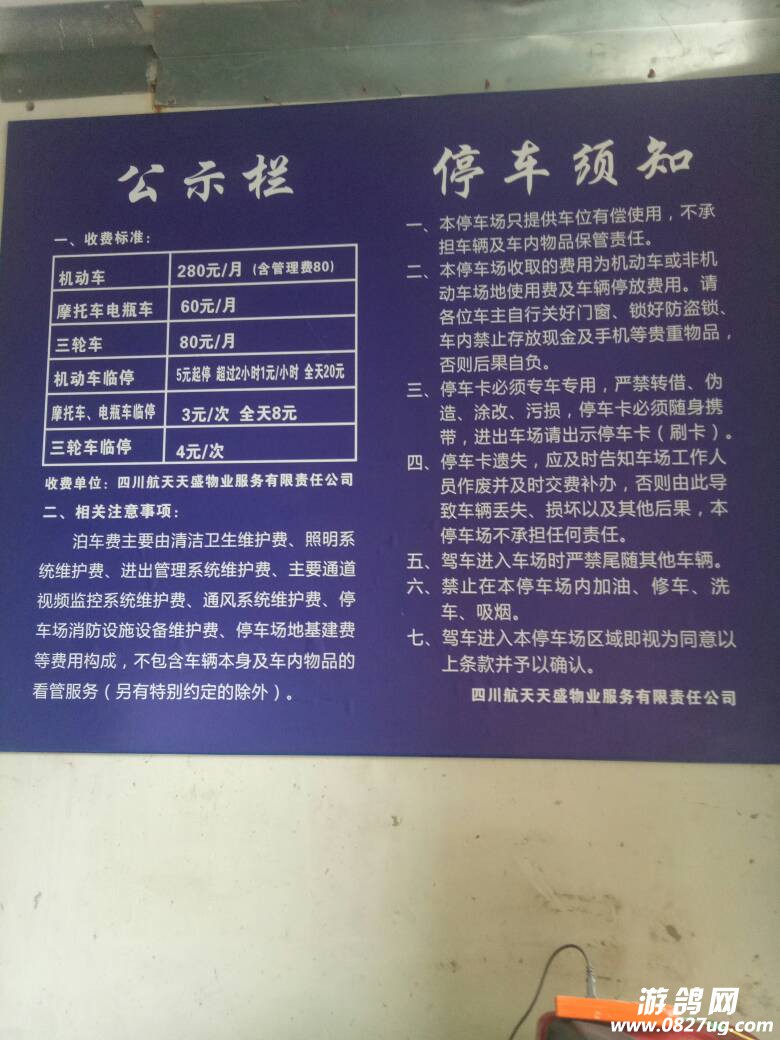 公示栏
一、收费标准：
机动车 280元/月（含管理费80）
摩托车电瓶车 60元/月
三轮车 80元/月
机动车临停 5元起停 超过2小时1元/小时 全天20元
摩托车、电瓶车临停 3元/次 全天8元
三轮车临停 4元/次
收费单位：四川航天天盛物业服务有限责任公司
二、相关注意事项：
泊车费主要由清洁卫生维护费、照明系
统维护费、进出管理系统维护费、主要通道
视频监控系统维护费、通风系统维护费、停
车场消防设施设备维护费、停车场地基建费
等费用构成，不包含车辆本身及车内物品的
看管服务（另有特别约定的除外）。
停车须知
一、本停车场只提供车位有偿使用，不承
担车辆及车内物品保管责任。
二、本停车场收取的费用为机动车或非机
动车场地使用费及车辆停放费用。请
各位车主自行关好门窗、锁好防盗锁、
车内禁止存放现金及手机等贵重物品，
否则后果自负。
三、停车卡必须专车专用，严禁转借、伪
造、涂改、污损，停车卡必须随身携
带，进出车场请出示停车卡（刷卡）。
四、停车卡遗失，应及时告知车场工作人
员作废并及时交费补办，否则由此导
致车辆丢失、损坏以及其他后果，本
停车场不承担任何责任。
五、驾车进入车场时严禁尾随其他车辆。
六、禁止在本停车场内加油、修车、洗
车、吸烟。
七、驾车进入本停车场区域即视为同意以
上条款并予以确认。
四川航天天盛物业服务有限责任公司
游鸽网
www.0827ug.com